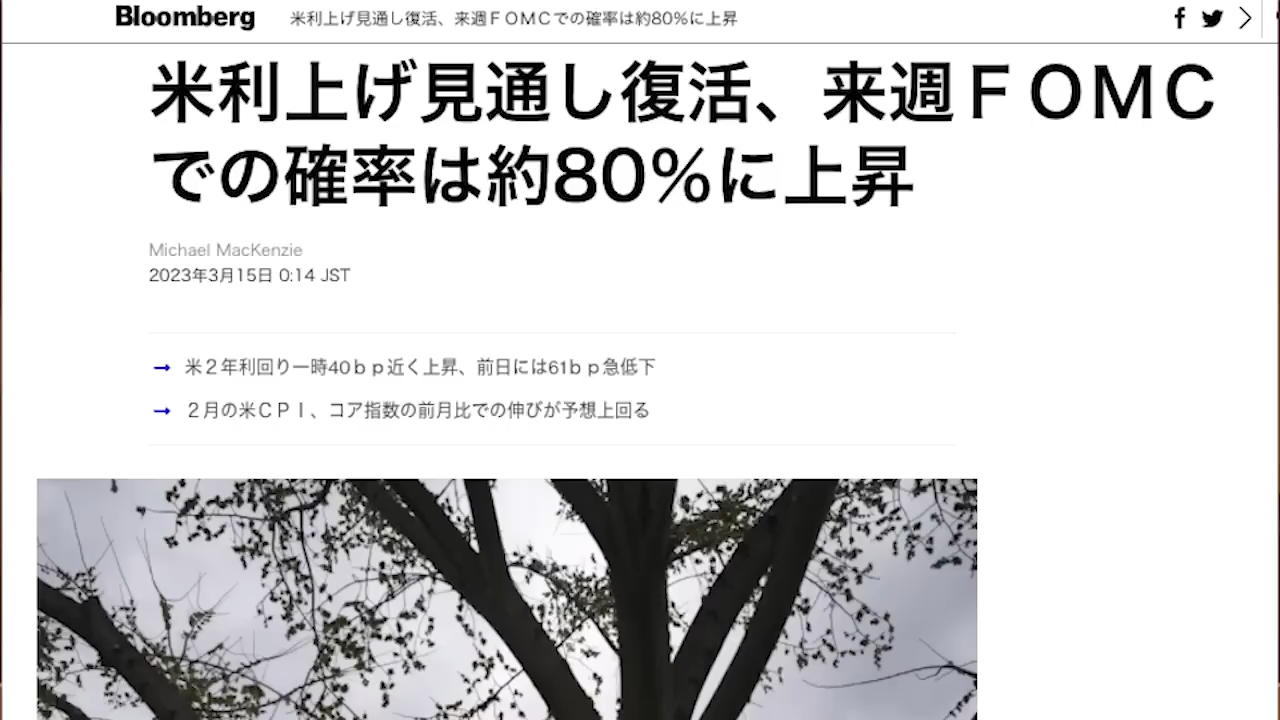 Bloomberg 米利上げ見通し復活、来週ＦＯＭＣでの確率は約80％に上昇
米利上げ見通し復活、来週ＦＯＭＣ
での確率は約80％に上昇
Michael MacKenzie
2023年3月15日 0:14 JST
→ 米２年利回り一時40ｂｐ近く上昇、前日には61ｂｐ急低下
→ ２月の米ＣＰＩ、コア指数の前月比での伸びが予想上回る